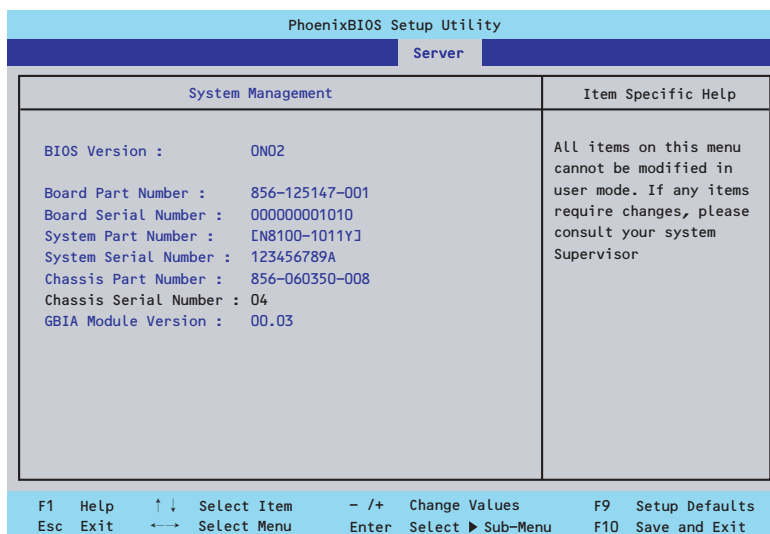 PhoenixBIOS Setup Utility
Server
System Management
Item Specific Help
BIOS Version : 0N02
Board Part Number : 856-125147-001
Board Serial Number : 000000001010
System Part Number : [N8100-1011Y]
System Serial Number : 123456789A
Chassis Part Number : 856-060350-008
Chassis Serial Number : 04
GBIA Module Version : 00.03
All items on this menu
cannot be modified in
user mode. If any items
require changes, please
consult your system
Supervisor
F1 Help ↑↓ Select Item - /+ Change Values F9 Setup Defaults
Esc Exit ←→ Select Menu Enter Select ▶ Sub-Menu F10 Save and Exit